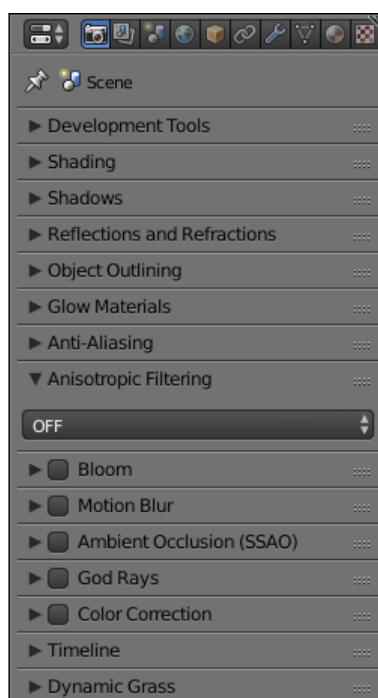 Scene
Development Tools
Shading
Shadows
Reflections and Refractions
Object Outlining
Glow Materials
Anti-Aliasing
Anisotropic Filtering
OFF
Bloom
Motion Blur
Ambient Occlusion (SSAO)
God Rays
Color Correction
Timeline
Dynamic Grass